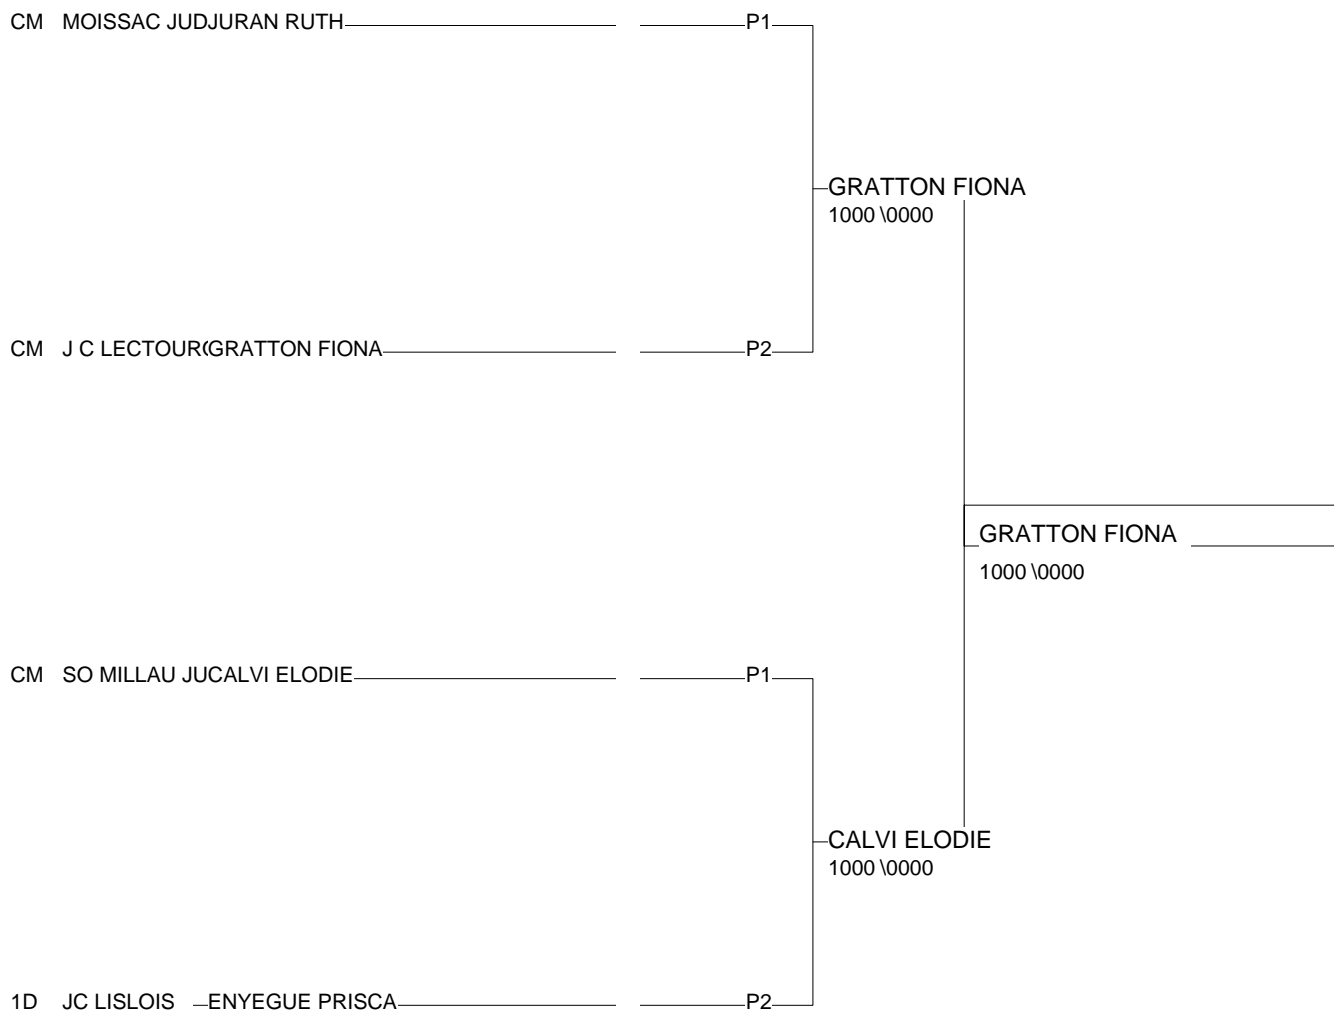 CM MOISSAC JUDJURAN RUTH P1
GRATTON FIONA
1000 \0000
CM J C LECTOUR(GRATTON FIONA P2
GRATTON FIONA
1000 \0000
CM SO MILLAU JUCALVI ELODIE P1
CALVI ELODIE
1000 \0000
1D JC LISLOIS ENYEGUE PRISCA P2